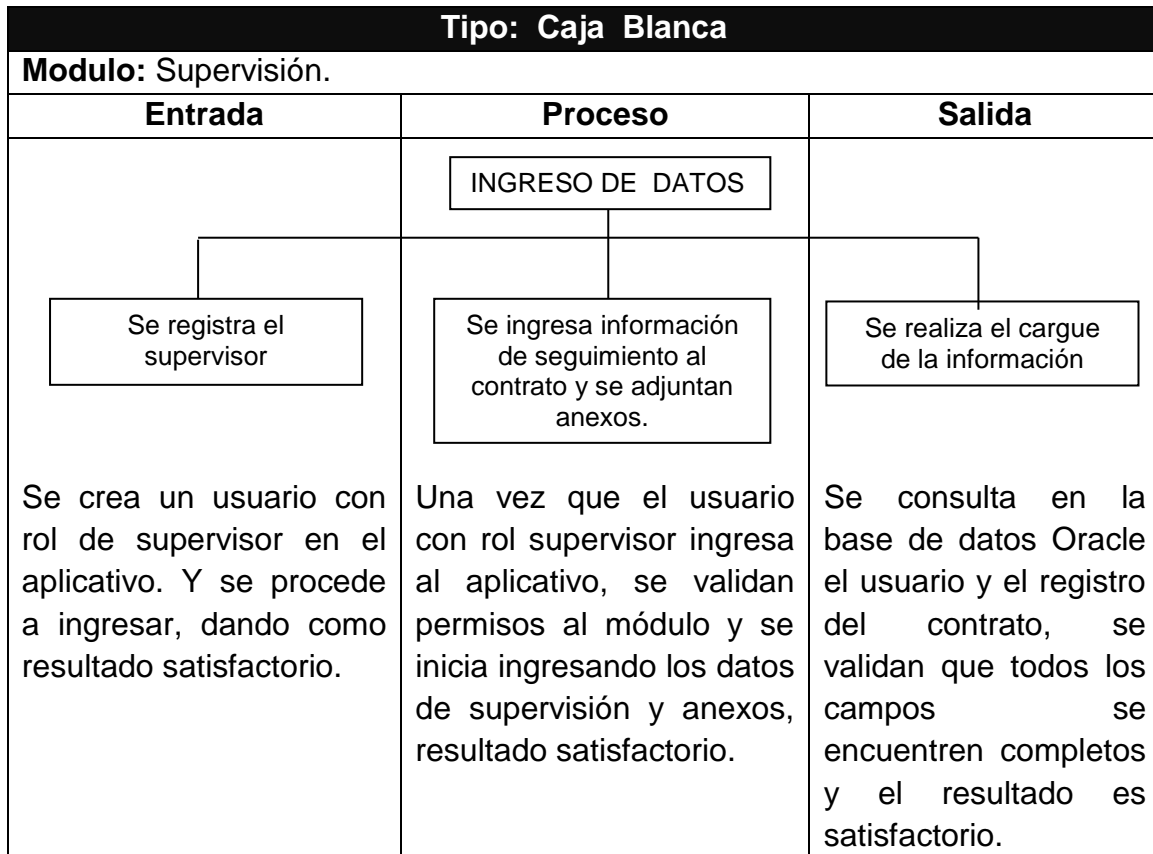 Tipo: Caja Blanca
Modulo: Supervisión.
Entrada
Proceso
Salida
INGRESO DE DATOS
Se registra el
supervisor
Se ingresa información
de seguimiento al
contrato y se adjuntan
anexos.
Se realiza el cargue
de la información
Se crea un usuario con
rol de supervisor en el
aplicativo. Y se procede
a ingresar, dando como
resultado satisfactorio.
Una vez que el usuario
con rol supervisor ingresa
al aplicativo, se validan
permisos al módulo y se
inicia ingresando los datos
de supervisión y anexos,
resultado satisfactorio.
Se consulta en la
base de datos Oracle
el usuario y el registro
del contrato, se
validan que todos los
campos se
encuentren completos
y el resultado es
satisfactorio.